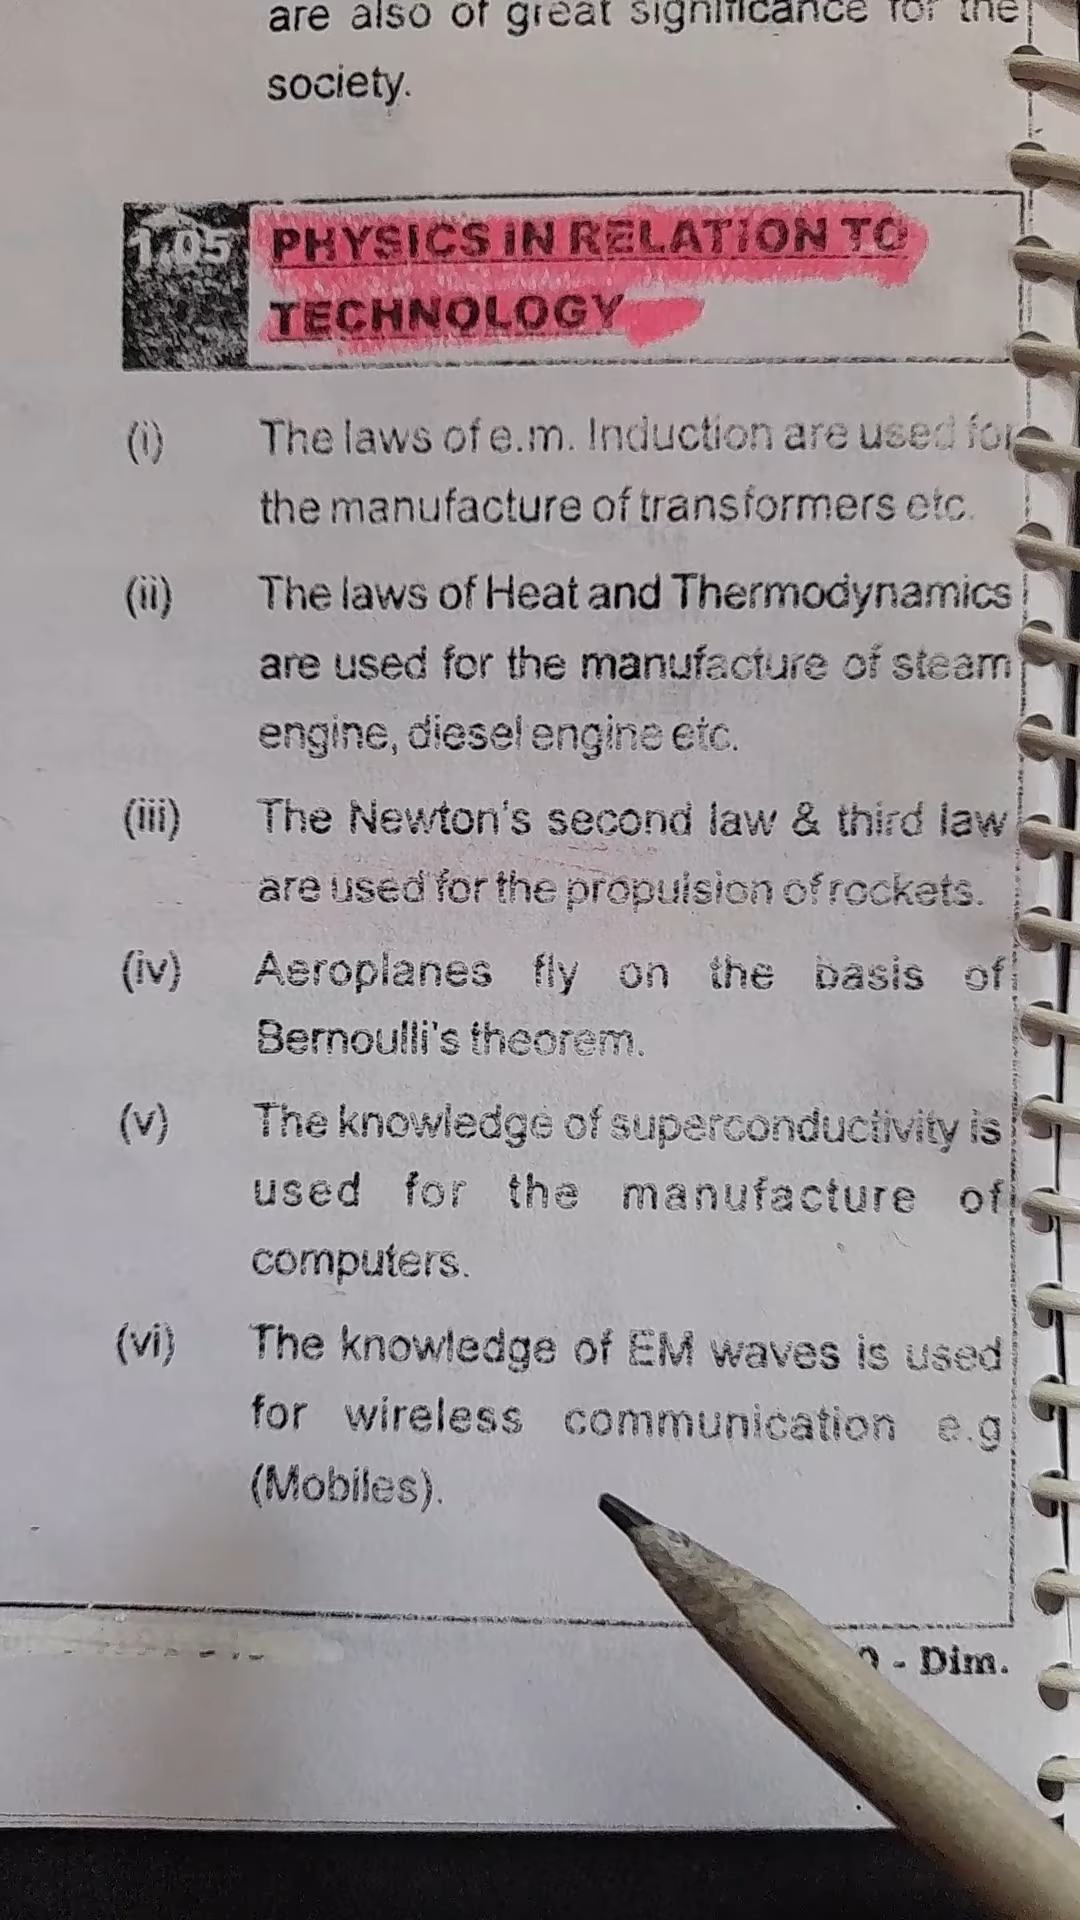 are also of great significance for the
society.
1.05 PHYSICS IN RELATION TO
TECHNOLOGY
(i) The laws of e.m. Induction are used for
the manufacture of transformers etc.
(ii) The laws of Heat and Thermodynamics
are used for the manufacture of steam
engine, diesel engine etc.
(iii) The Newton's second law & third law
are used for the propulsion of rockets.
(iv) Aeroplanes fly on the basis of
Bernoulli's theorem.
(v) The knowledge of superconductivity is
used for the manufacture of
computers.
(vi) The knowledge of EM waves is used
for wireless communication e.g
(Mobiles).
- Dim.